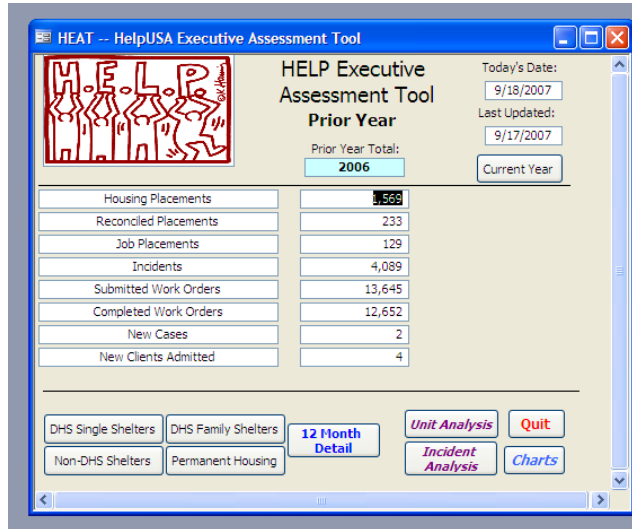 HEAT -- HelpUSA Executive Assessment Tool
H.E.L.P.
HELP Executive
Assessment Tool
Prior Year
Prior Year Total:
2006
Today's Date:
9/18/2007
Last Updated:
9/17/2007
Current Year
Housing Placements 1,569
Reconciled Placements 233
Job Placements 129
Incidents 4,089
Submitted Work Orders 13,645
Completed Work Orders 12,652
New Cases 2
New Clients Admitted 4
DHS Single Shelters
DHS Family Shelters
Non-DHS Shelters
Permanent Housing
12 Month
Detail
Unit Analysis
Quit
Incident
Analysis
Charts